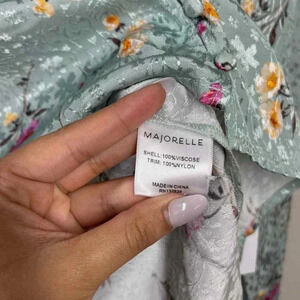 MAJORELLE
SHELL:100%VISCOSE
TRIM: 100%NYLON
MADE IN CHINA